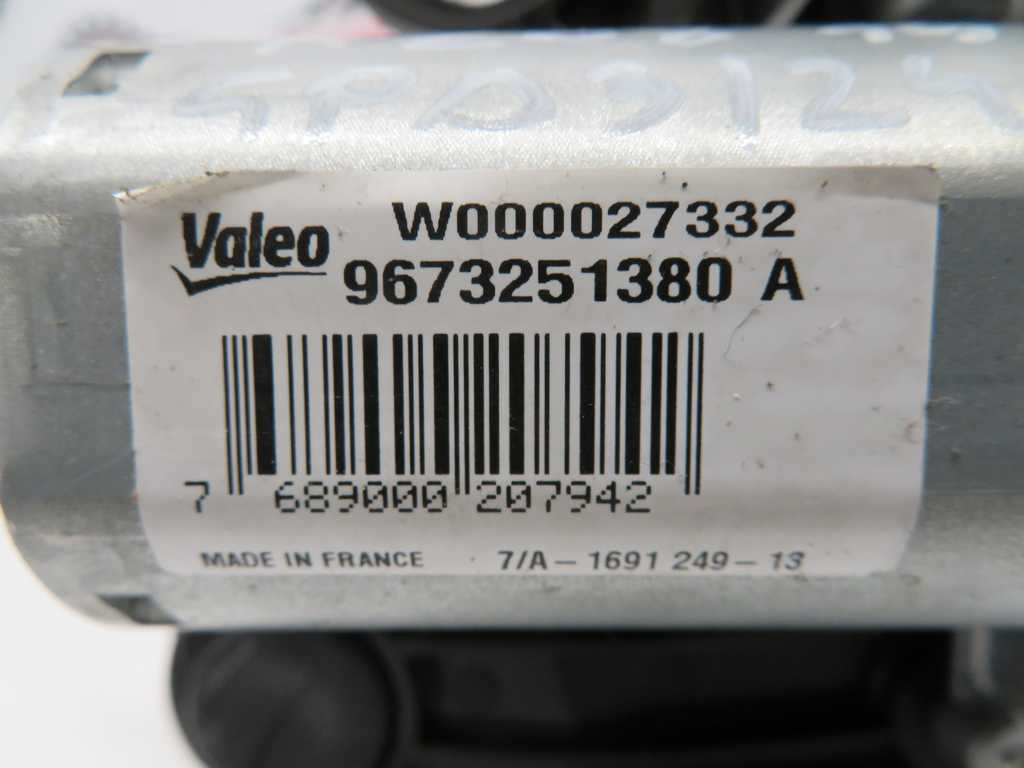 Valeo W000027332
9673251380 A
7 689000 207942
MADE IN FRANCE 7/A-1691 249-13